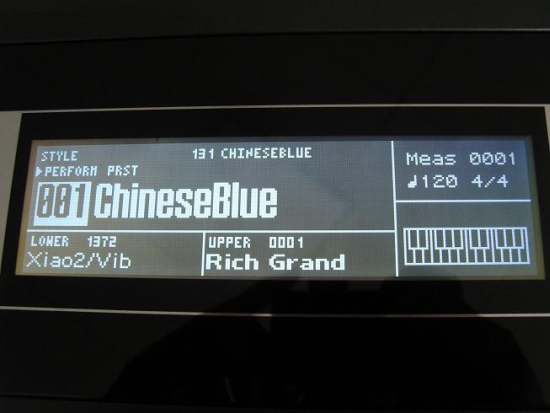 STYLE 131 CHINESEBLUE
PERFORM PRST
001 ChineseBlue
Meas 0001
♩120 4/4
LOWER 1372
Xiao2/Vib
UPPER 0001
Rich Grand